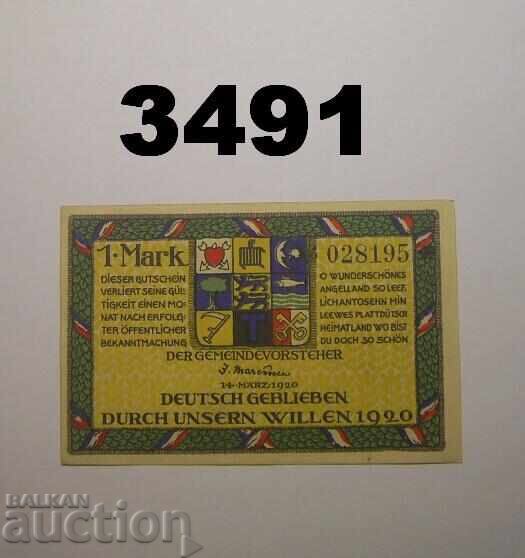 3491
1·Mark
028195
DIESER GUTSCHEIN
VERLIERT SEINE GÜL-
TIGKEIT EINEN MO-
NAT NACH ERFOLG-
TER ÖFFENTLICHER
BEKANNTMACHUNG
O WUNDERSCHÖNES
ANGELLAND SO LEEF
LICH ANTOSEHN MIN
LEEWES PLATTDÜTSCH
HEIMATLAND WO BIST
DU DOCH SO SCHÖN
T
DER GEMEINDEVORSTEHER
14·MÄRZ·1920
DEUTSCH GEBLIEBEN
DURCH UNSERN WILLEN 1920
BALKAN
auction